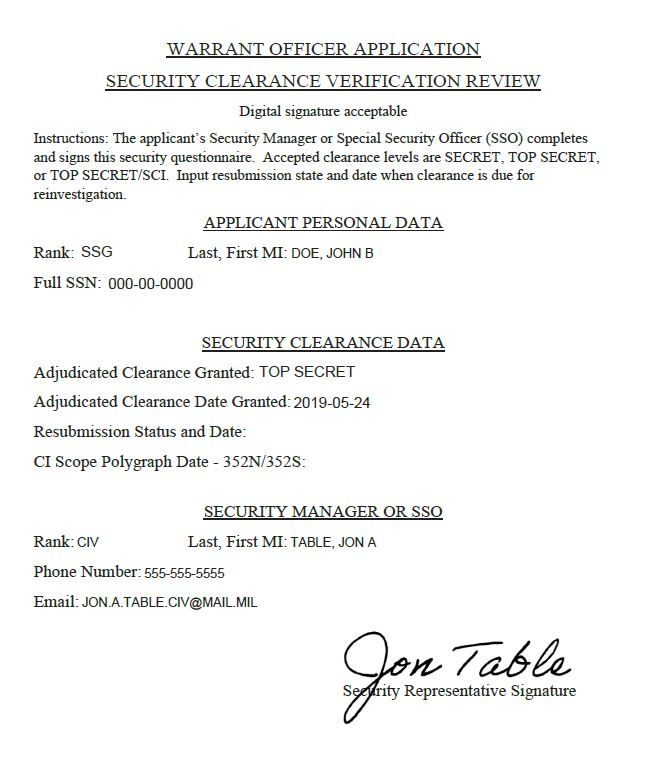 WARRANT OFFICER APPLICATION
SECURITY CLEARANCE VERIFICATION REVIEW
Digital signature acceptable
Instructions: The applicant’s Security Manager or Special Security Officer (SSO) completes
and signs this security questionnaire.  Accepted clearance levels are SECRET, TOP SECRET,
or TOP SECRET/SCI.  Input resubmission state and date when clearance is due for
reinvestigation.
APPLICANT PERSONAL DATA
Rank: SSG Last, First MI: DOE, JOHN B
Full SSN: 000-00-0000
SECURITY CLEARANCE DATA
Adjudicated Clearance Granted: TOP SECRET
Adjudicated Clearance Date Granted: 2019-05-24
Resubmission Status and Date:
CI Scope Polygraph Date - 352N/352S:
SECURITY MANAGER OR SSO
Rank: CIV Last, First MI: TABLE, JON A
Phone Number: 555-555-5555
Email: JON.A.TABLE.CIV@MAIL.MIL
Jon Table
Security Representative Signature